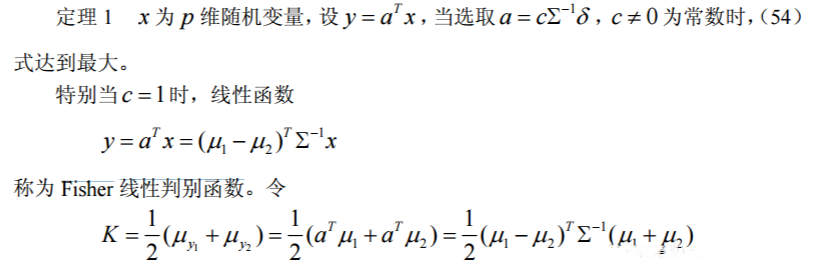 定理 1 x 为 p 维随机变量，设 y = a^T x，当选取 a = cΣ^{-1}δ，c ≠ 0 为常数时，（54）
式达到最大。
特别当 c = 1 时，线性函数
y = a^T x = (μ_1 − μ_2)^T Σ^{-1} x
称为 Fisher 线性判别函数。令
K = \frac{1}{2}(μ_{y_1} + μ_{y_2}) = \frac{1}{2}(a^T μ_1 + a^T μ_2) = \frac{1}{2}(μ_1 − μ_2)^T Σ^{-1}(μ_1 + μ_2)